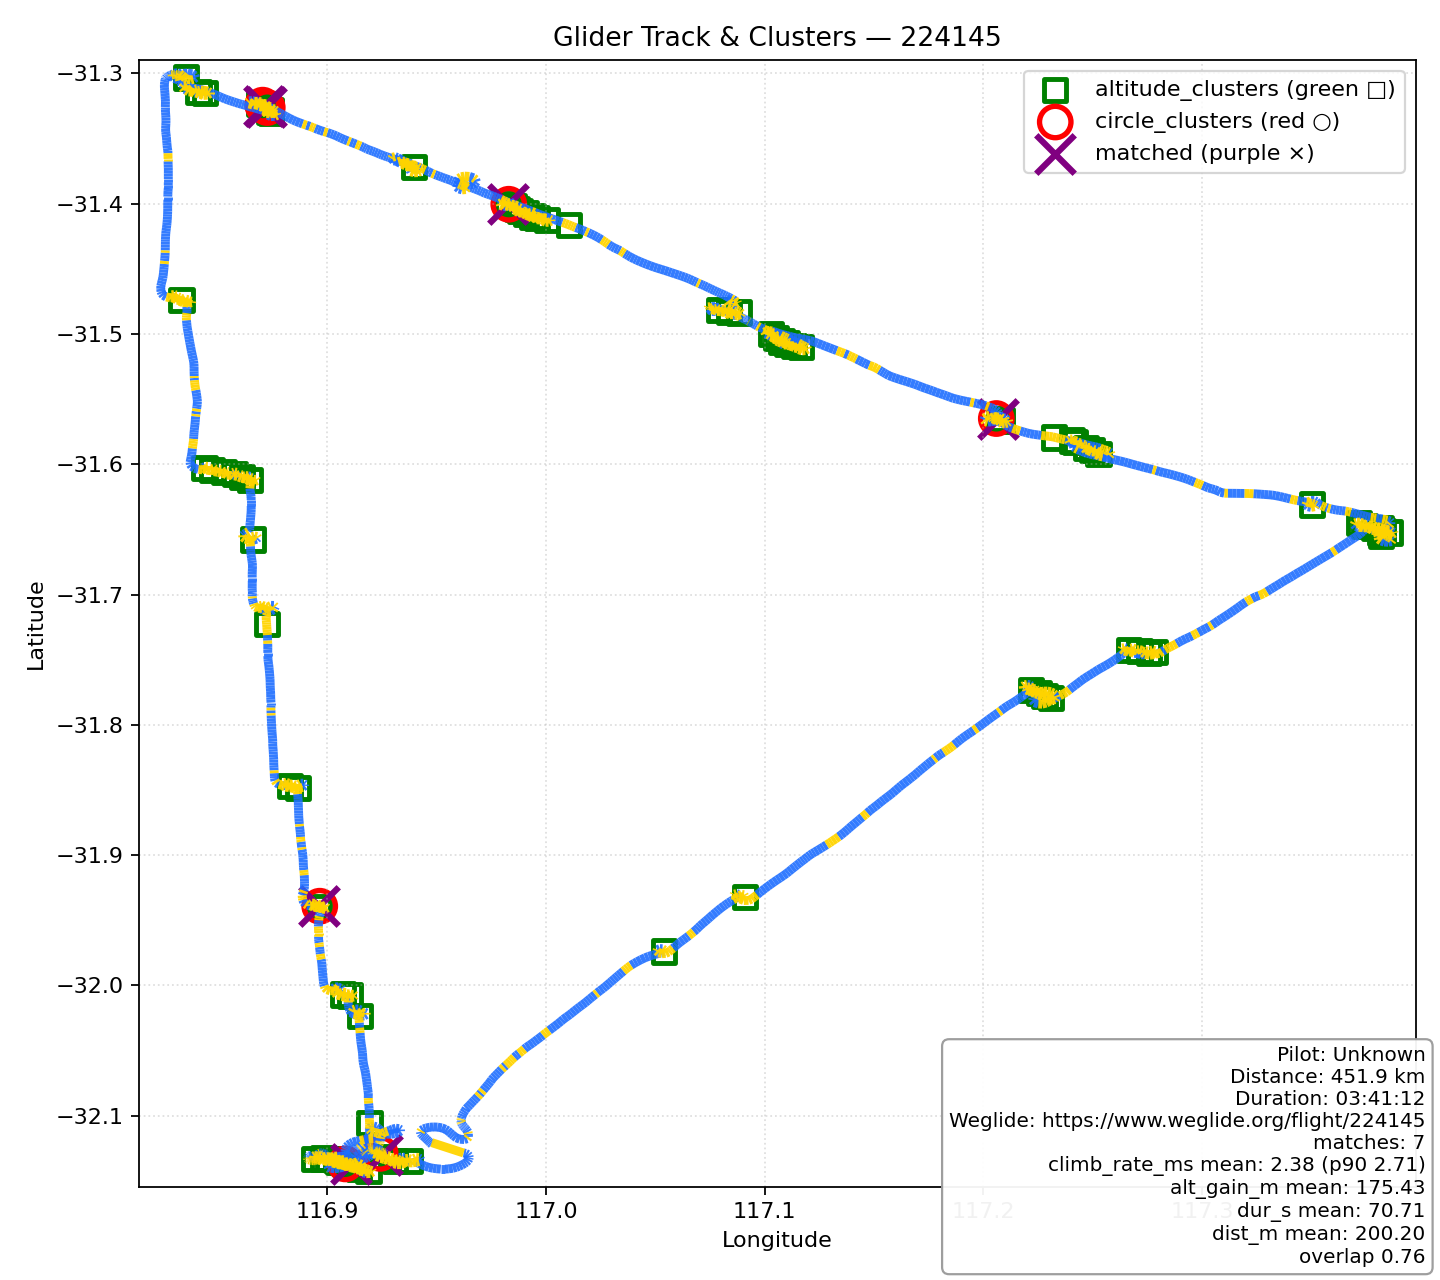 Glider Track & Clusters — 224145
altitude_clusters (green □)
circle_clusters (red ○)
matched (purple ×)
−31.3
−31.4
−31.5
−31.6
−31.7
−31.8
−31.9
−32.0
−32.1
Latitude
116.9
117.0
117.1
117.2
117.3
Longitude
Pilot: Unknown
Distance: 451.9 km
Duration: 03:41:12
Weglide: https://www.weglide.org/flight/224145
matches: 7
climb_rate_ms mean: 2.38 (p90 2.71)
alt_gain_m mean: 175.43
dur_s mean: 70.71
dist_m mean: 200.20
overlap 0.76